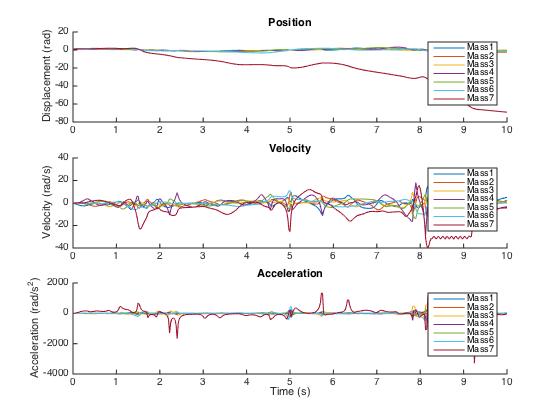 Position
Displacement (rad)
20
0
-20
-40
-60
-80
0 1 2 3 4 5 6 7 8 9 10
Mass1
Mass2
Mass3
Mass4
Mass5
Mass6
Mass7
Velocity
Velocity (rad/s)
40
20
0
-20
-40
0 1 2 3 4 5 6 7 8 9 10
Mass1
Mass2
Mass3
Mass4
Mass5
Mass6
Mass7
Acceleration
Acceleration (rad/s²)
2000
0
-2000
-4000
0 1 2 3 4 5 6 7 8 9 10
Mass1
Mass2
Mass3
Mass4
Mass5
Mass6
Mass7
Time (s)